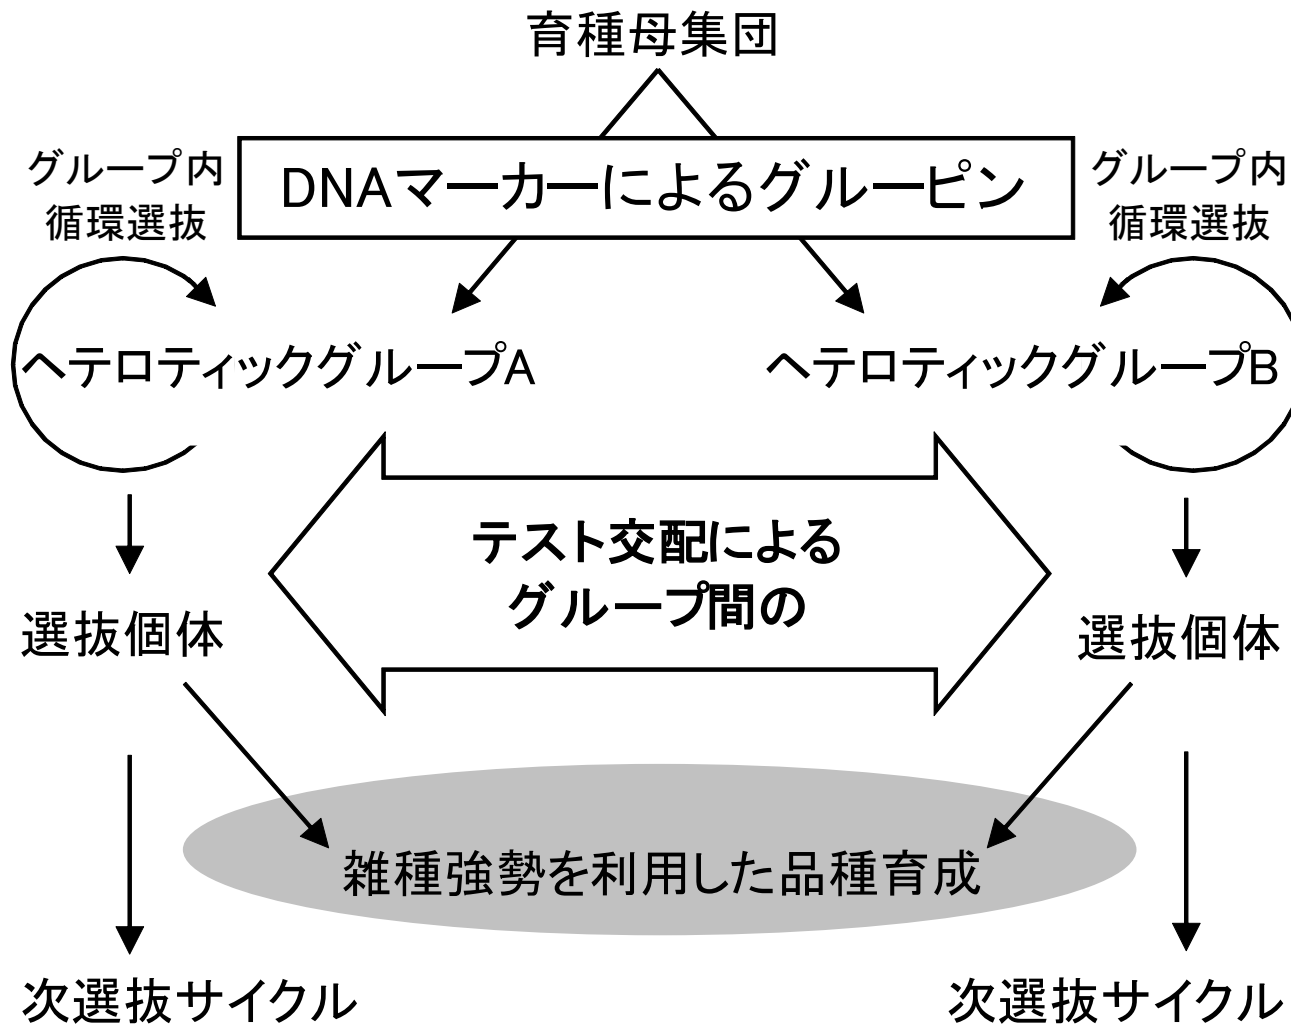 育種母集団
DNAマーカーによるグルーピン
グループ内
循環選抜
グループ内
循環選抜
ヘテロティックグループA
ヘテロティックグループB
テスト交配による
グループ間の
選抜個体
選抜個体
雑種強勢を利用した品種育成
次選抜サイクル
次選抜サイクル